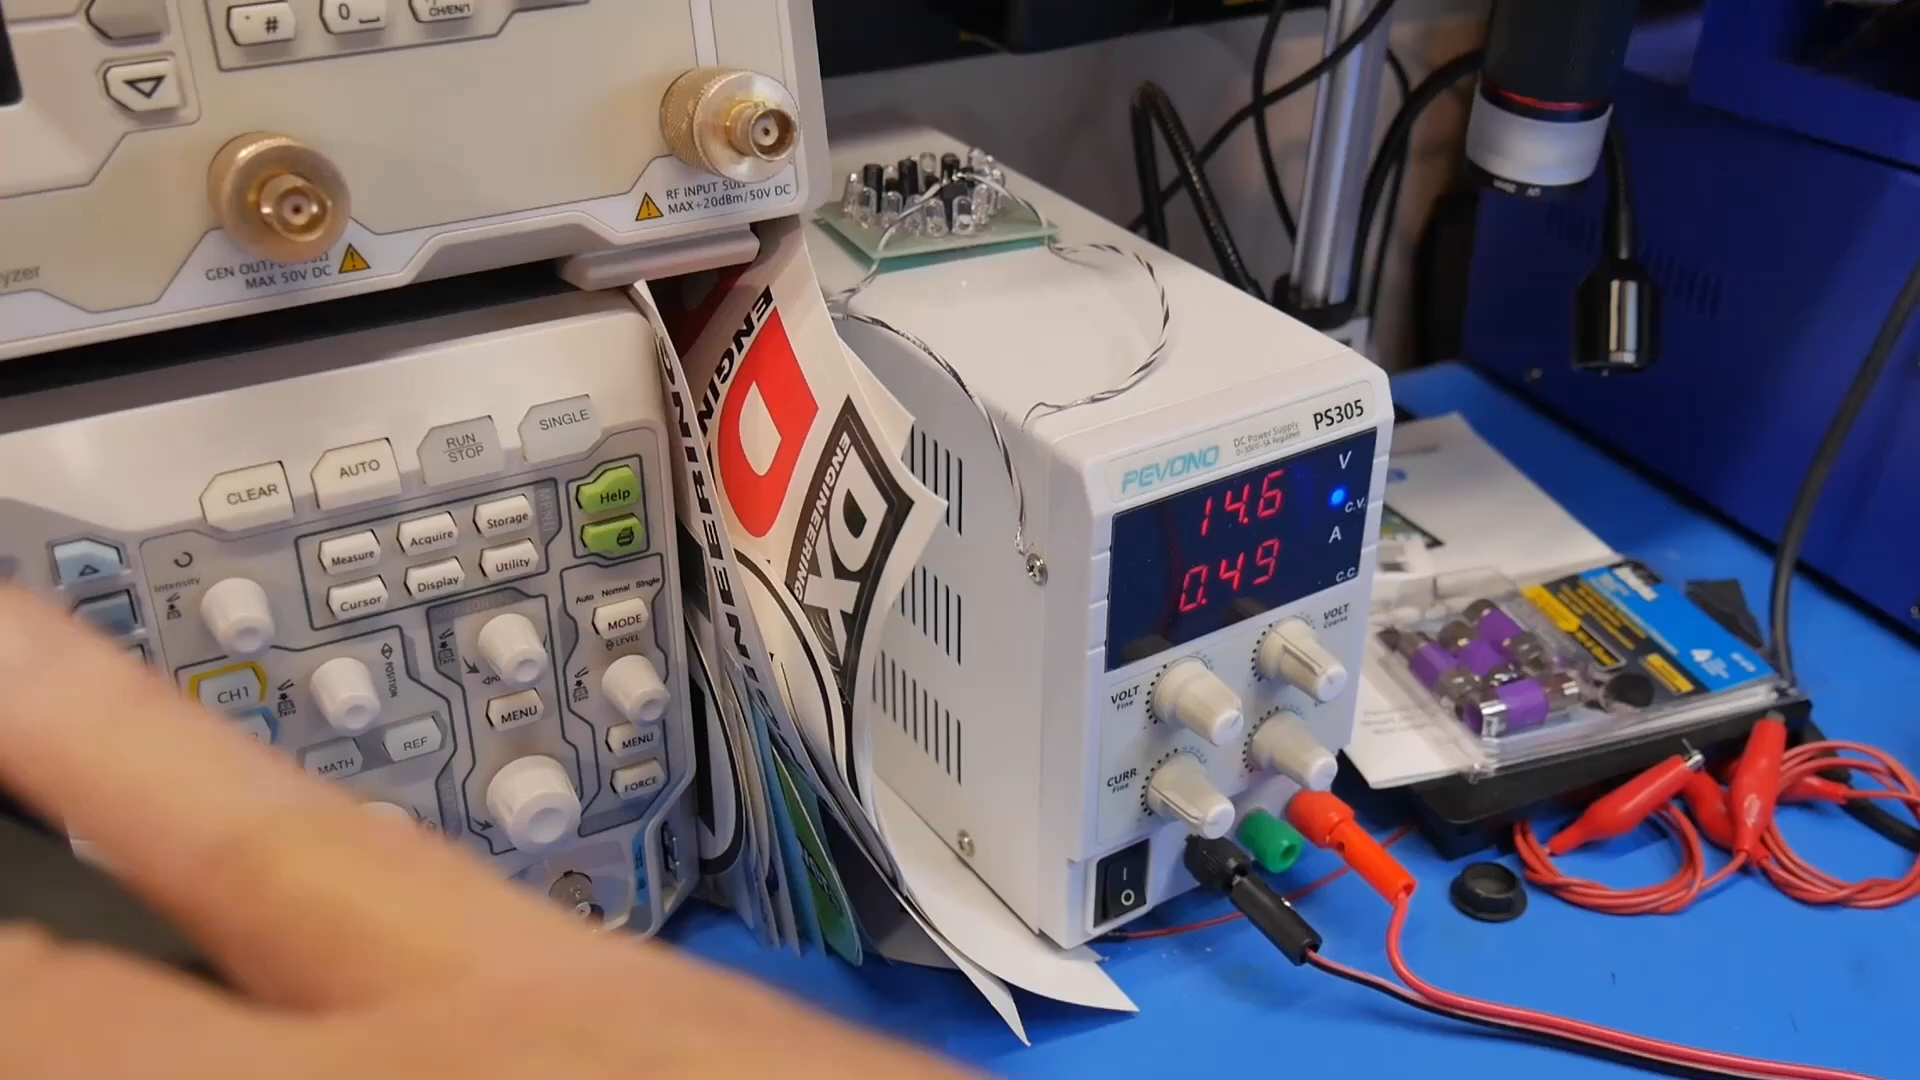 #
0
CH/EN/1
RF INPUT 50Ω
MAX+20dBm/50V DC
MAX 50V DC
yzer
CLEAR
AUTO
RUN
STOP
SINGLE
Help
Measure
Acquire
Storage
Cursor
Display
Utility
MENU
Intensity
Auto Normal Single
MODE
LEVEL
POSITION
CH1
MENU
MENU
MATH
REF
FORCE
ENGINEERING
DX
ENGINEERING
PEVONO
DC Power Supply
PS305
14.6
V
C.V.
0.49
A
C.C.
VOLT
Fine
VOLT
Coarse
CURR.
Fine
I
O